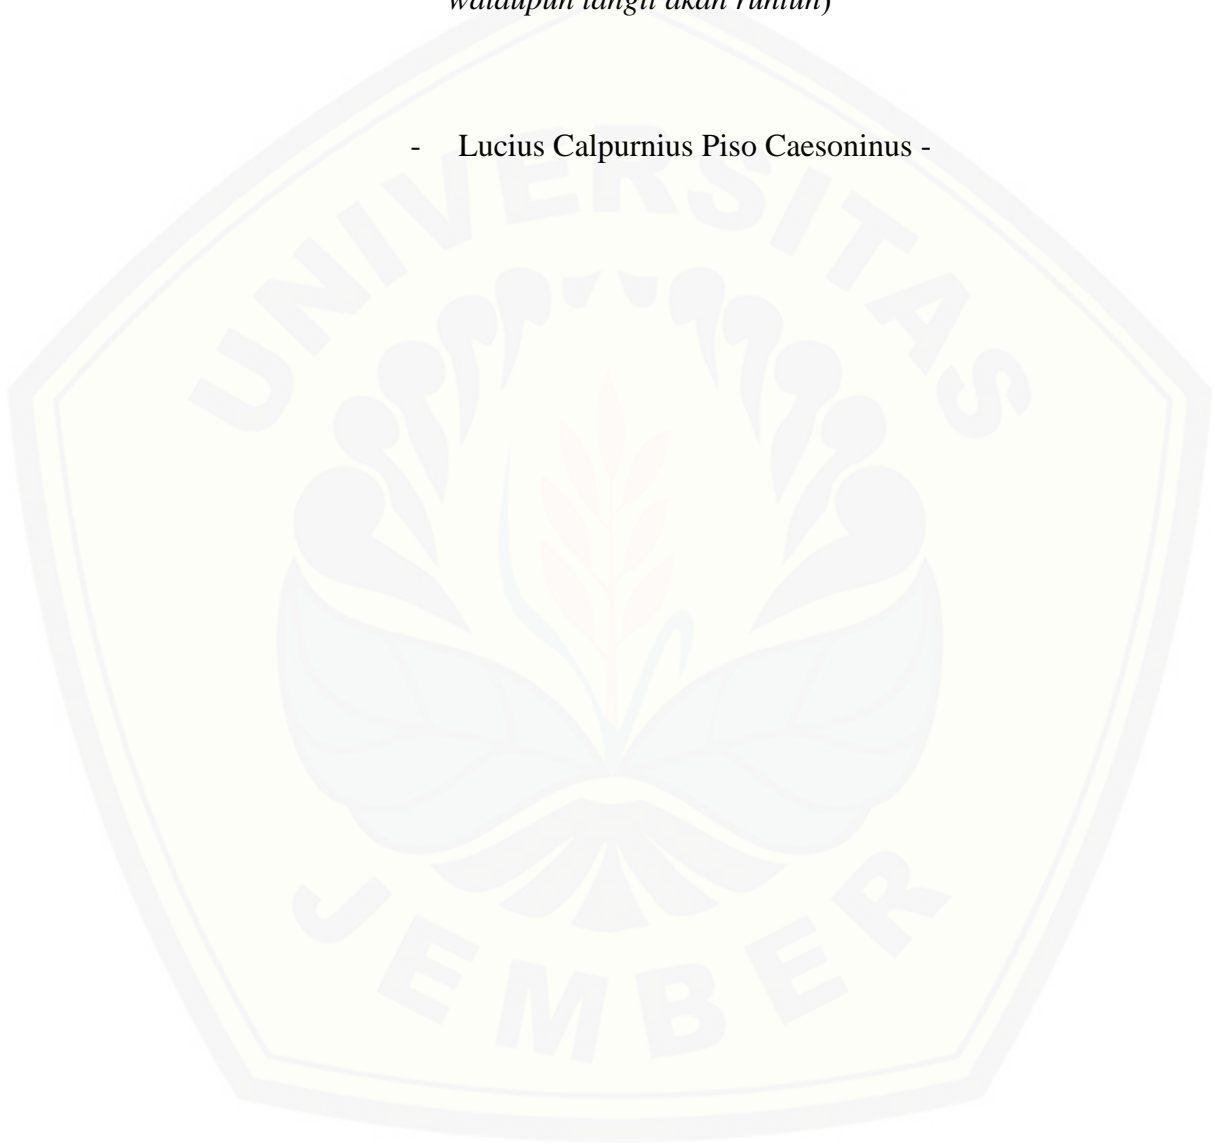 walaupun langit akan runtuh)
- Lucius Calpurnius Piso Caesoninus -
UNIVERSITAS
JEMBER